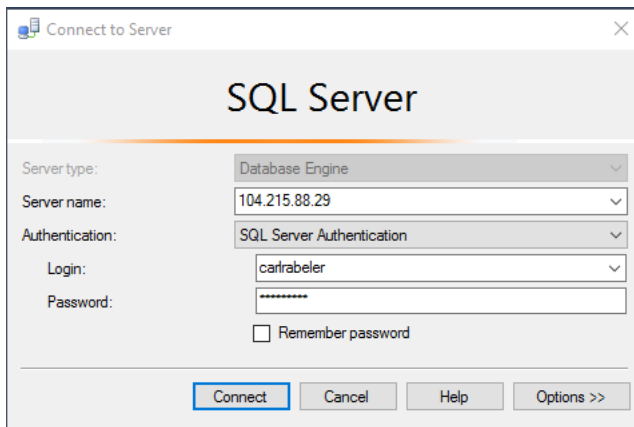 Connect to Server
SQL Server
Server type: Database Engine
Server name: 104.215.88.29
Authentication: SQL Server Authentication
Login: carlrabeler
Password: *********
Remember password
Connect Cancel Help Options >>